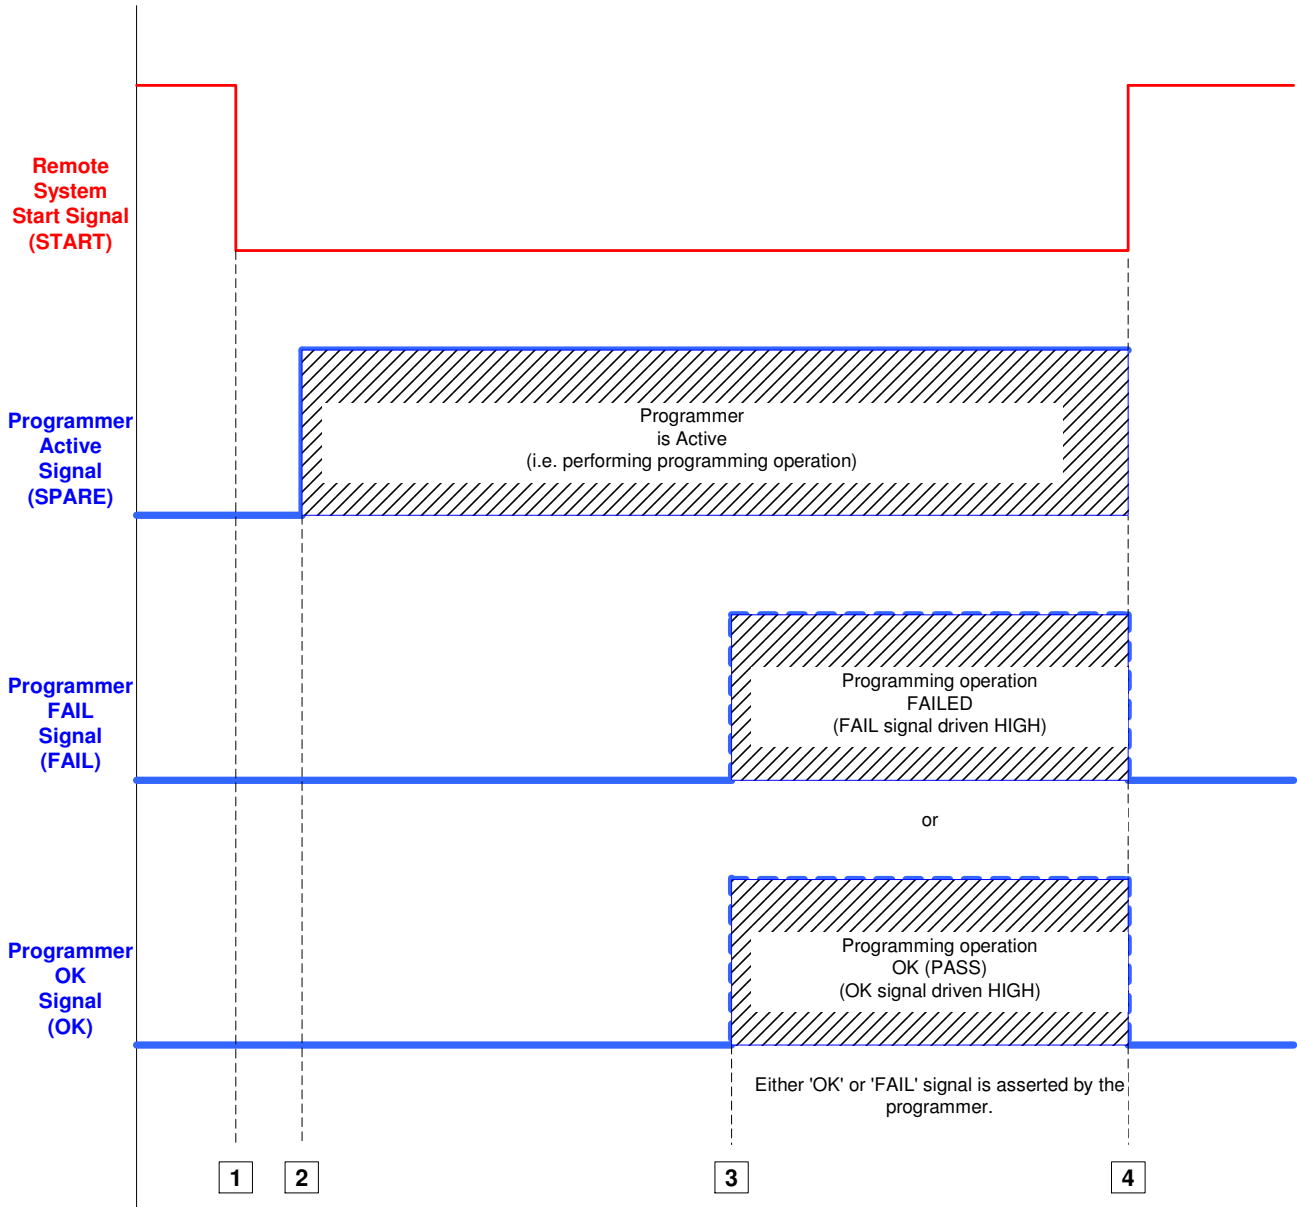 Remote
System
Start Signal
(START)
Programmer
Active
Signal
(SPARE)
Programmer
is Active
(i.e. performing programming operation)
Programmer
FAIL
Signal
(FAIL)
Programming operation
FAILED
(FAIL signal driven HIGH)
or
Programmer
OK
Signal
(OK)
Programming operation
OK (PASS)
(OK signal driven HIGH)
Either 'OK' or 'FAIL' signal is asserted by the
programmer.
1 2 3 4